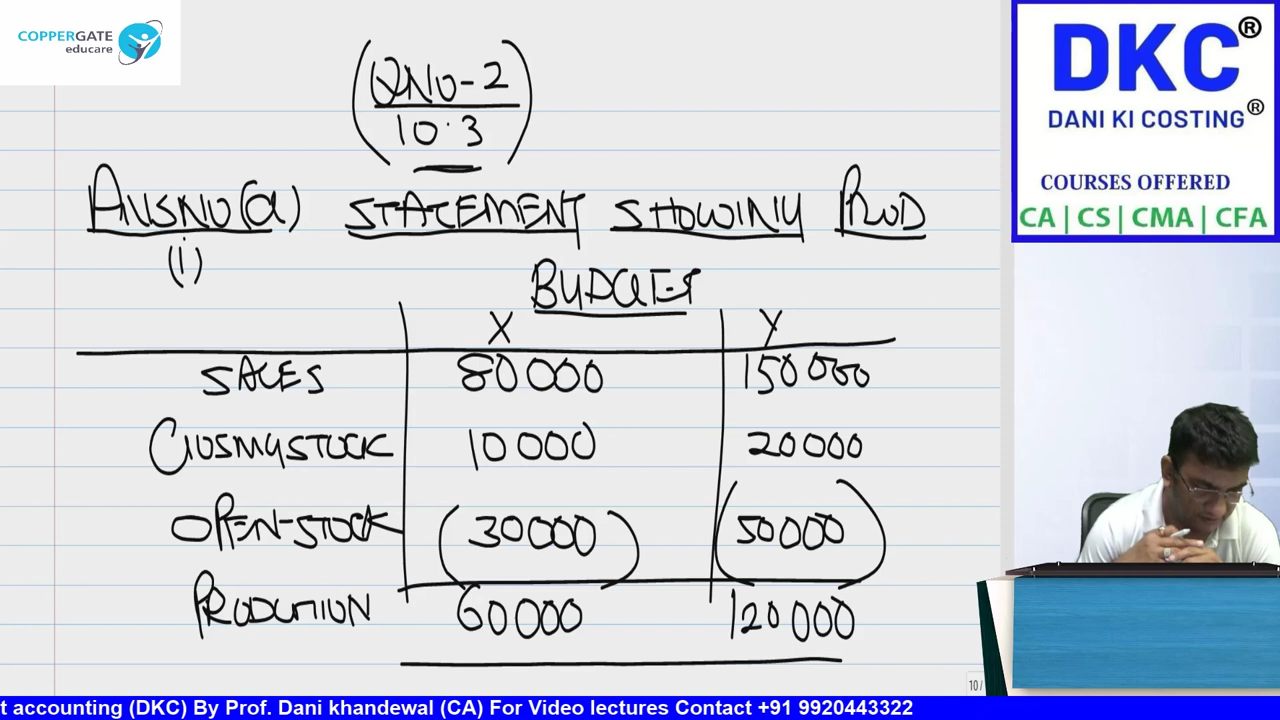 COPPERGATE
educare
(QNO-2
10.3)
DKC®
DANI KI COSTING®
COURSES OFFERED
CA | CS | CMA | CFA
ANSNO(a) STATEMENT SHOWING PROD
(i)
BUDGET
X Y
SALES 80000 150000
CLOSINGSTOCK 10000 20000
OPEN-STOCK (30000) (50000)
PRODUCTION 60000 120000
10/
t accounting (DKC) By Prof. Dani khandewal (CA) For Video lectures Contact +91 9920443322